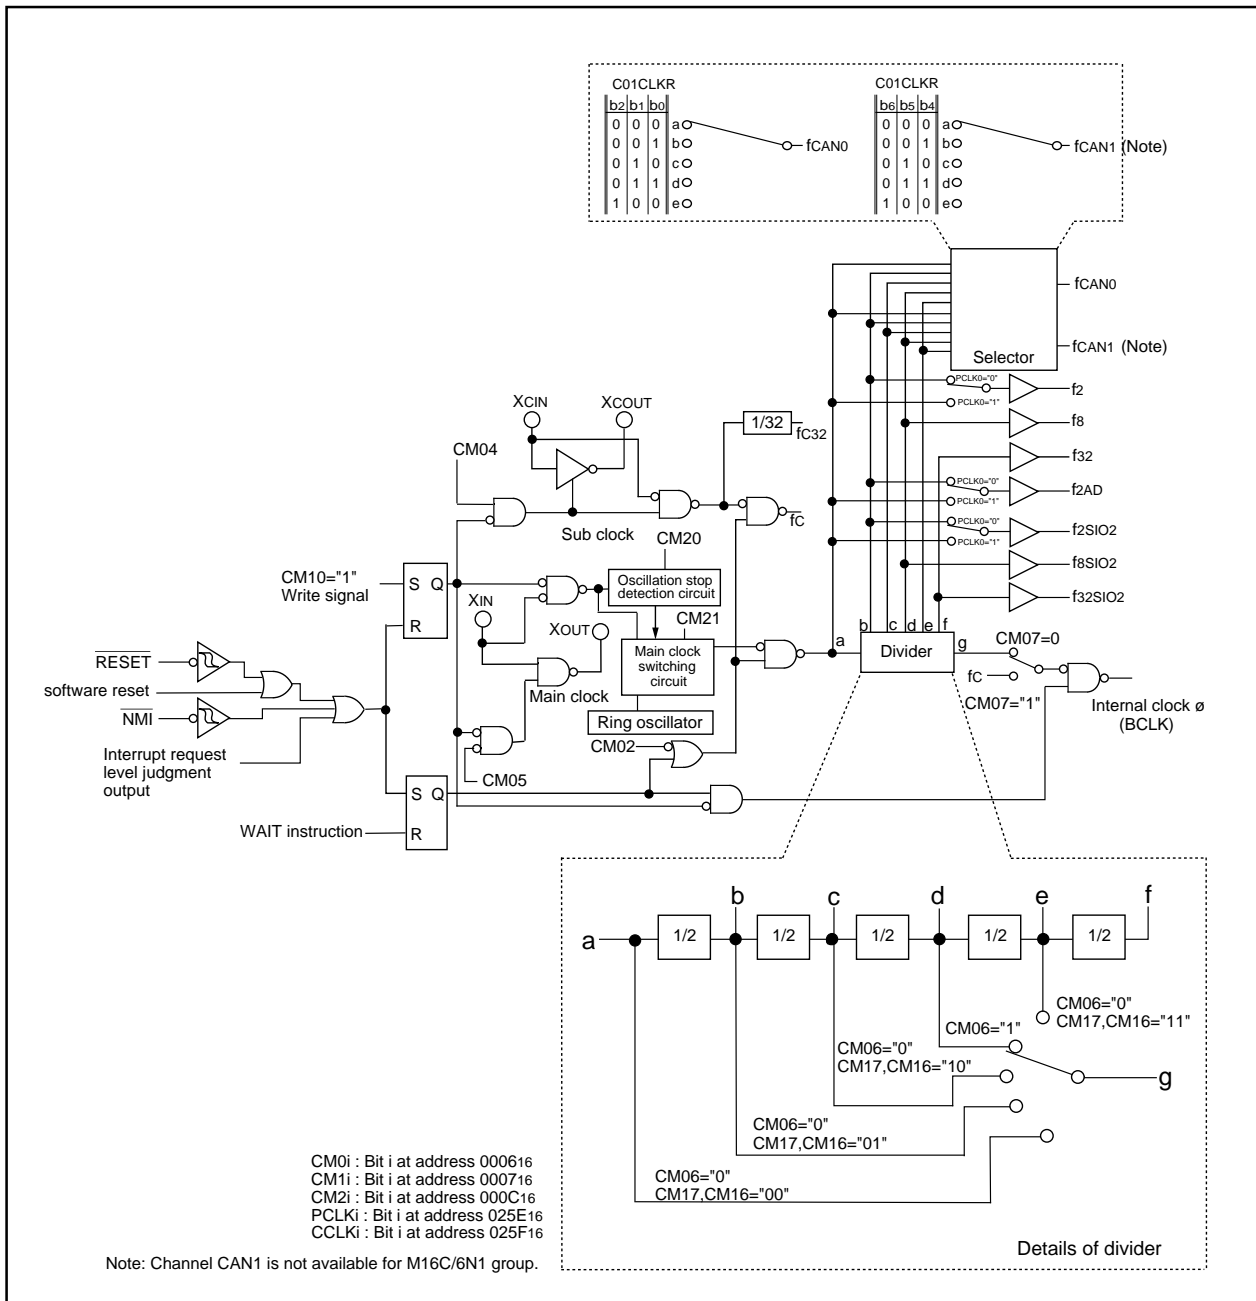 C01CLKR
b2 b1 b0
0 0 0 a
0 0 1 b
0 1 0 c
0 1 1 d
1 0 0 e
fCAN0
C01CLKR
b6 b5 b4
0 0 0 a
0 0 1 b
0 1 0 c
0 1 1 d
1 0 0 e
fCAN1 (Note)
fCAN0
fCAN1 (Note)
Selector
PCLK0="0"
PCLK0="1"
f2
f8
f32
PCLK0="0"
PCLK0="1"
f2AD
PCLK0="0"
PCLK0="1"
f2SIO2
f8SIO2
f32SIO2
XCIN
XCOUT
1/32
fC32
CM04
Sub clock
fC
CM20
CM10="1"
Write signal
S Q
R
Oscillation stop
detection circuit
XIN
CM21
XOUT
Main clock
switching
circuit
Main clock
Ring oscillator
RESET
software reset
NMI
Interrupt request
level judgment
output
CM02
CM05
S Q
R
WAIT instruction
a
b c d e f
Divider
g
CM07=0
fC
CM07="1"
Internal clock ø
(BCLK)
b c d e f
a
1/2 1/2 1/2 1/2 1/2
CM06="0"
CM17,CM16="11"
CM06="1"
CM06="0"
CM17,CM16="10"
g
CM06="0"
CM17,CM16="01"
CM06="0"
CM17,CM16="00"
Details of divider
CM0i : Bit i at address 000616
CM1i : Bit i at address 000716
CM2i : Bit i at address 000C16
PCLKi : Bit i at address 025E16
CCLKi : Bit i at address 025F16
Note: Channel CAN1 is not available for M16C/6N1 group.